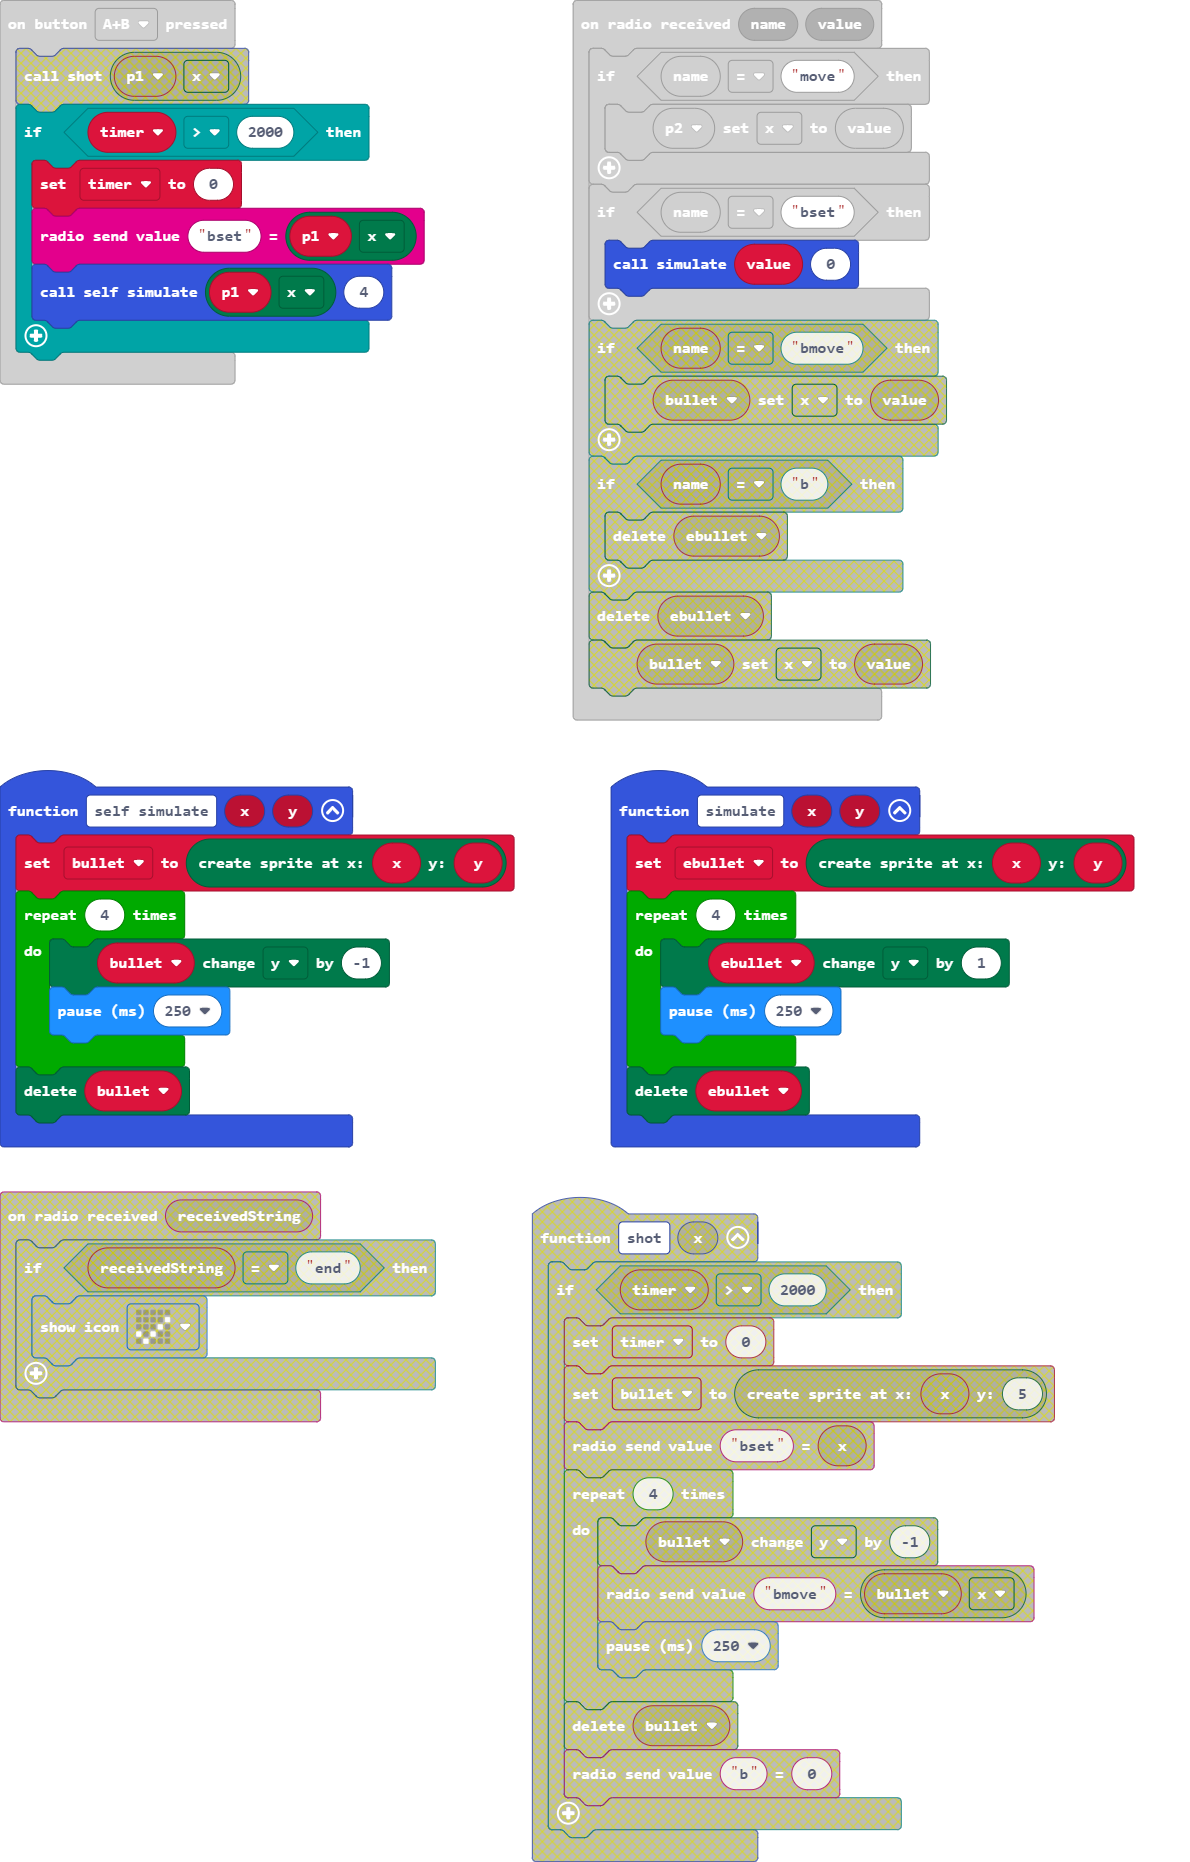 on button A+B pressed
call shot p1 x
if timer > 2000 then
set timer to 0
radio send value "bset" = p1 x
call self simulate p1 x 4
on radio received name value
if name = "move" then
p2 set x to value
if name = "bset" then
call simulate value 0
if name = "bmove" then
bullet set x to value
if name = "b" then
delete ebullet
delete ebullet
bullet set x to value
function self simulate x y
set bullet to create sprite at x: x y: y
repeat 4 times
do bullet change y by -1
pause (ms) 250
delete bullet
function simulate x y
set ebullet to create sprite at x: x y: y
repeat 4 times
do ebullet change y by 1
pause (ms) 250
delete ebullet
on radio received receivedString
if receivedString = "end" then
show icon
function shot x
if timer > 2000 then
set timer to 0
set bullet to create sprite at x: x y: 5
radio send value "bset" = x
repeat 4 times
do bullet change y by -1
radio send value "bmove" = bullet x
pause (ms) 250
delete bullet
radio send value "b" = 0